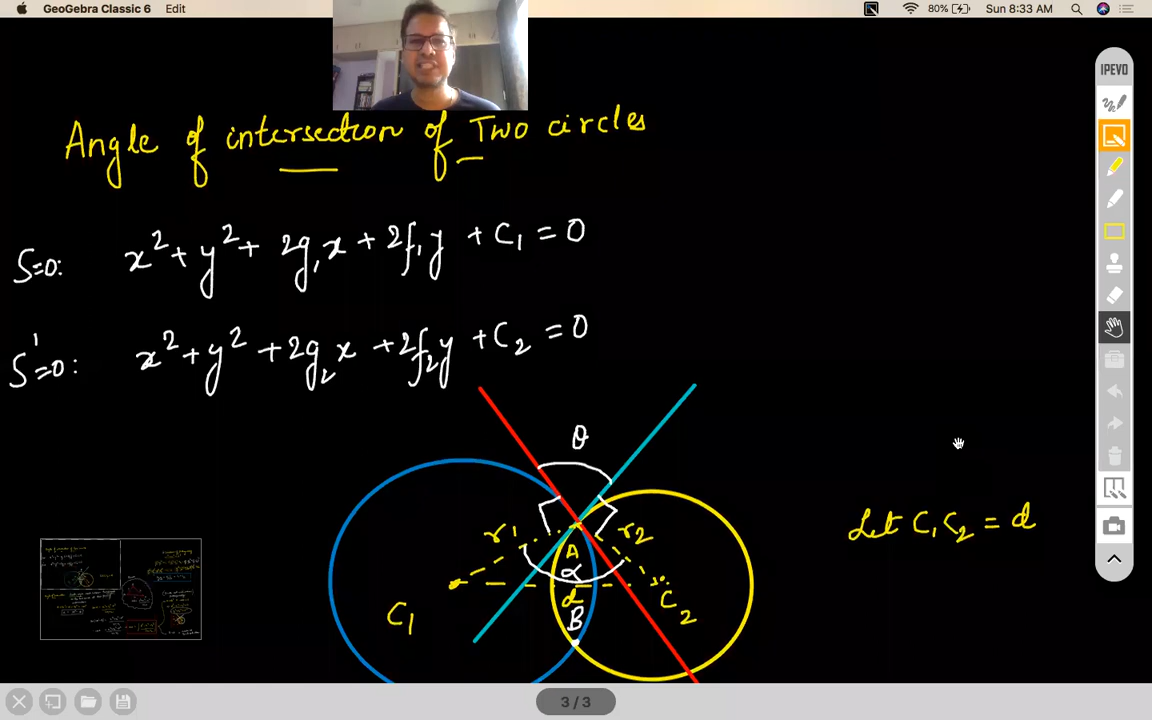 GeoGebra Classic 6 Edit 80% Sun 8:33 AM
IPEVO
Angle of intersection of Two circles
S=0: x²+y²+ 2g₁x+2f₁y +C₁=0
S'=0: x²+y²+2g₂x+2f₂y+C₂=0
θ
r₁ r₂
Let C₁C₂ = d
A
α
d
C₁ B C₂
3 / 3